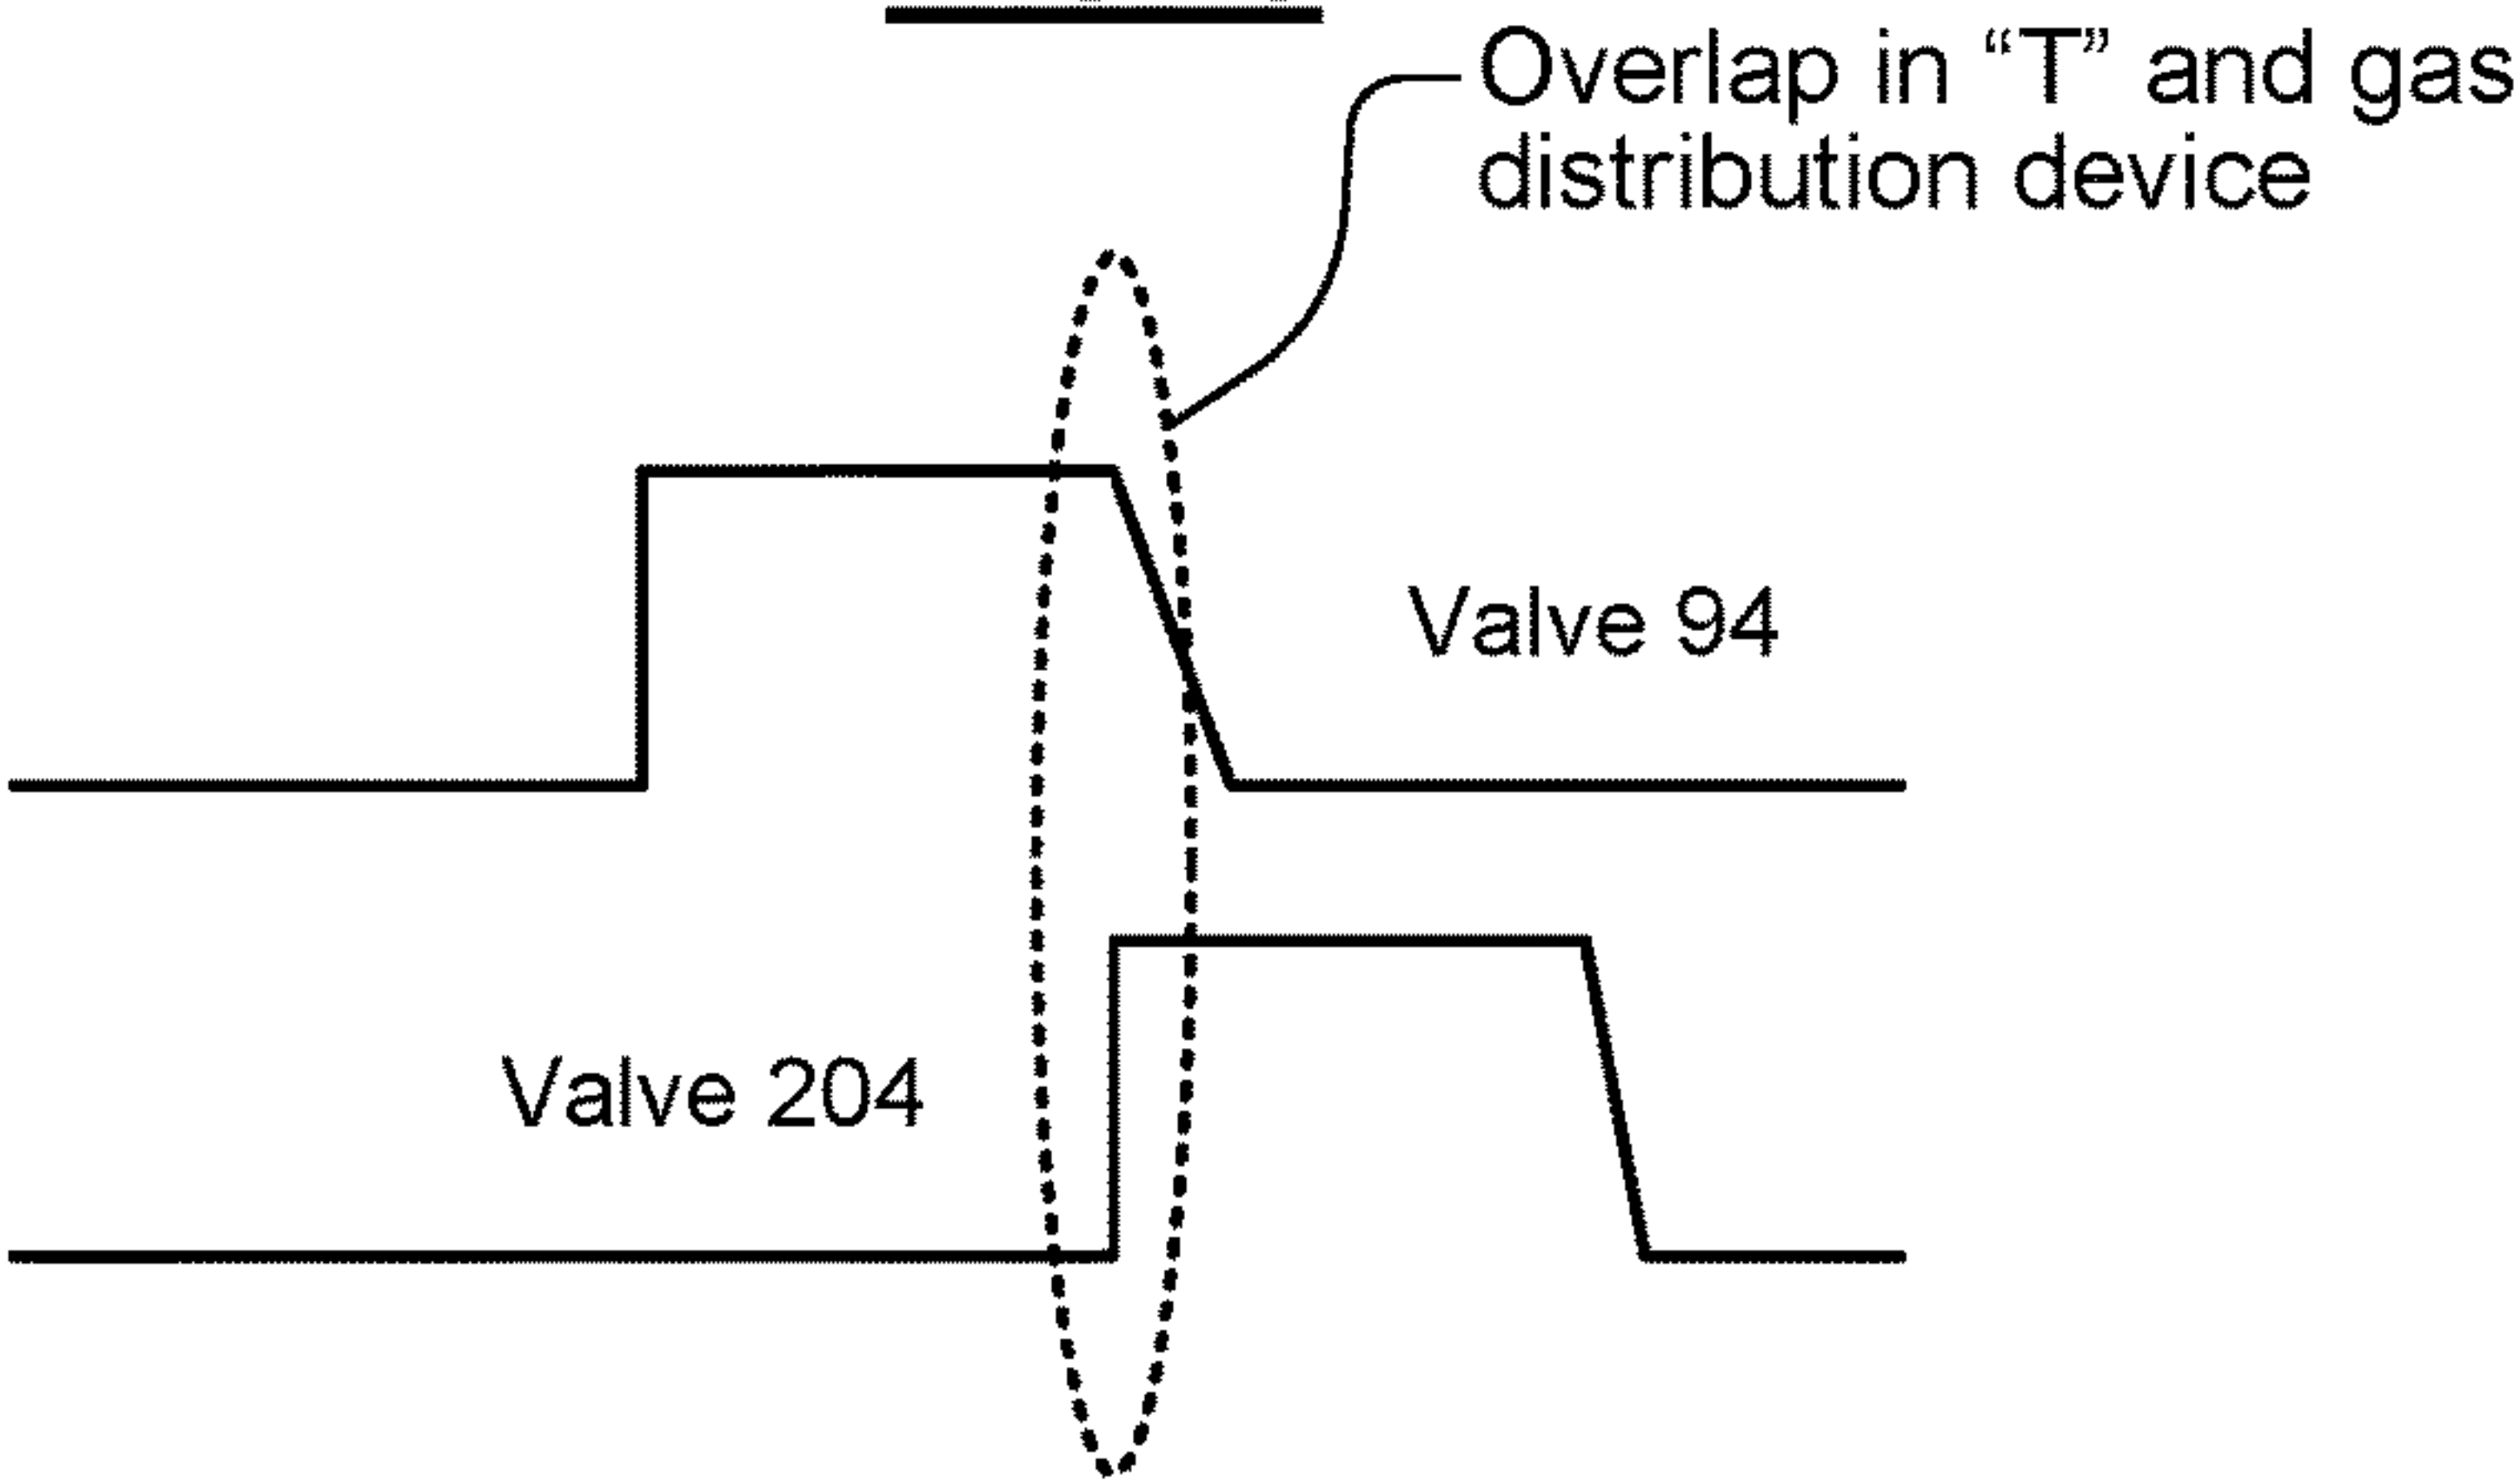 Overlap in “T” and gas
distribution device
Valve 94
Valve 204